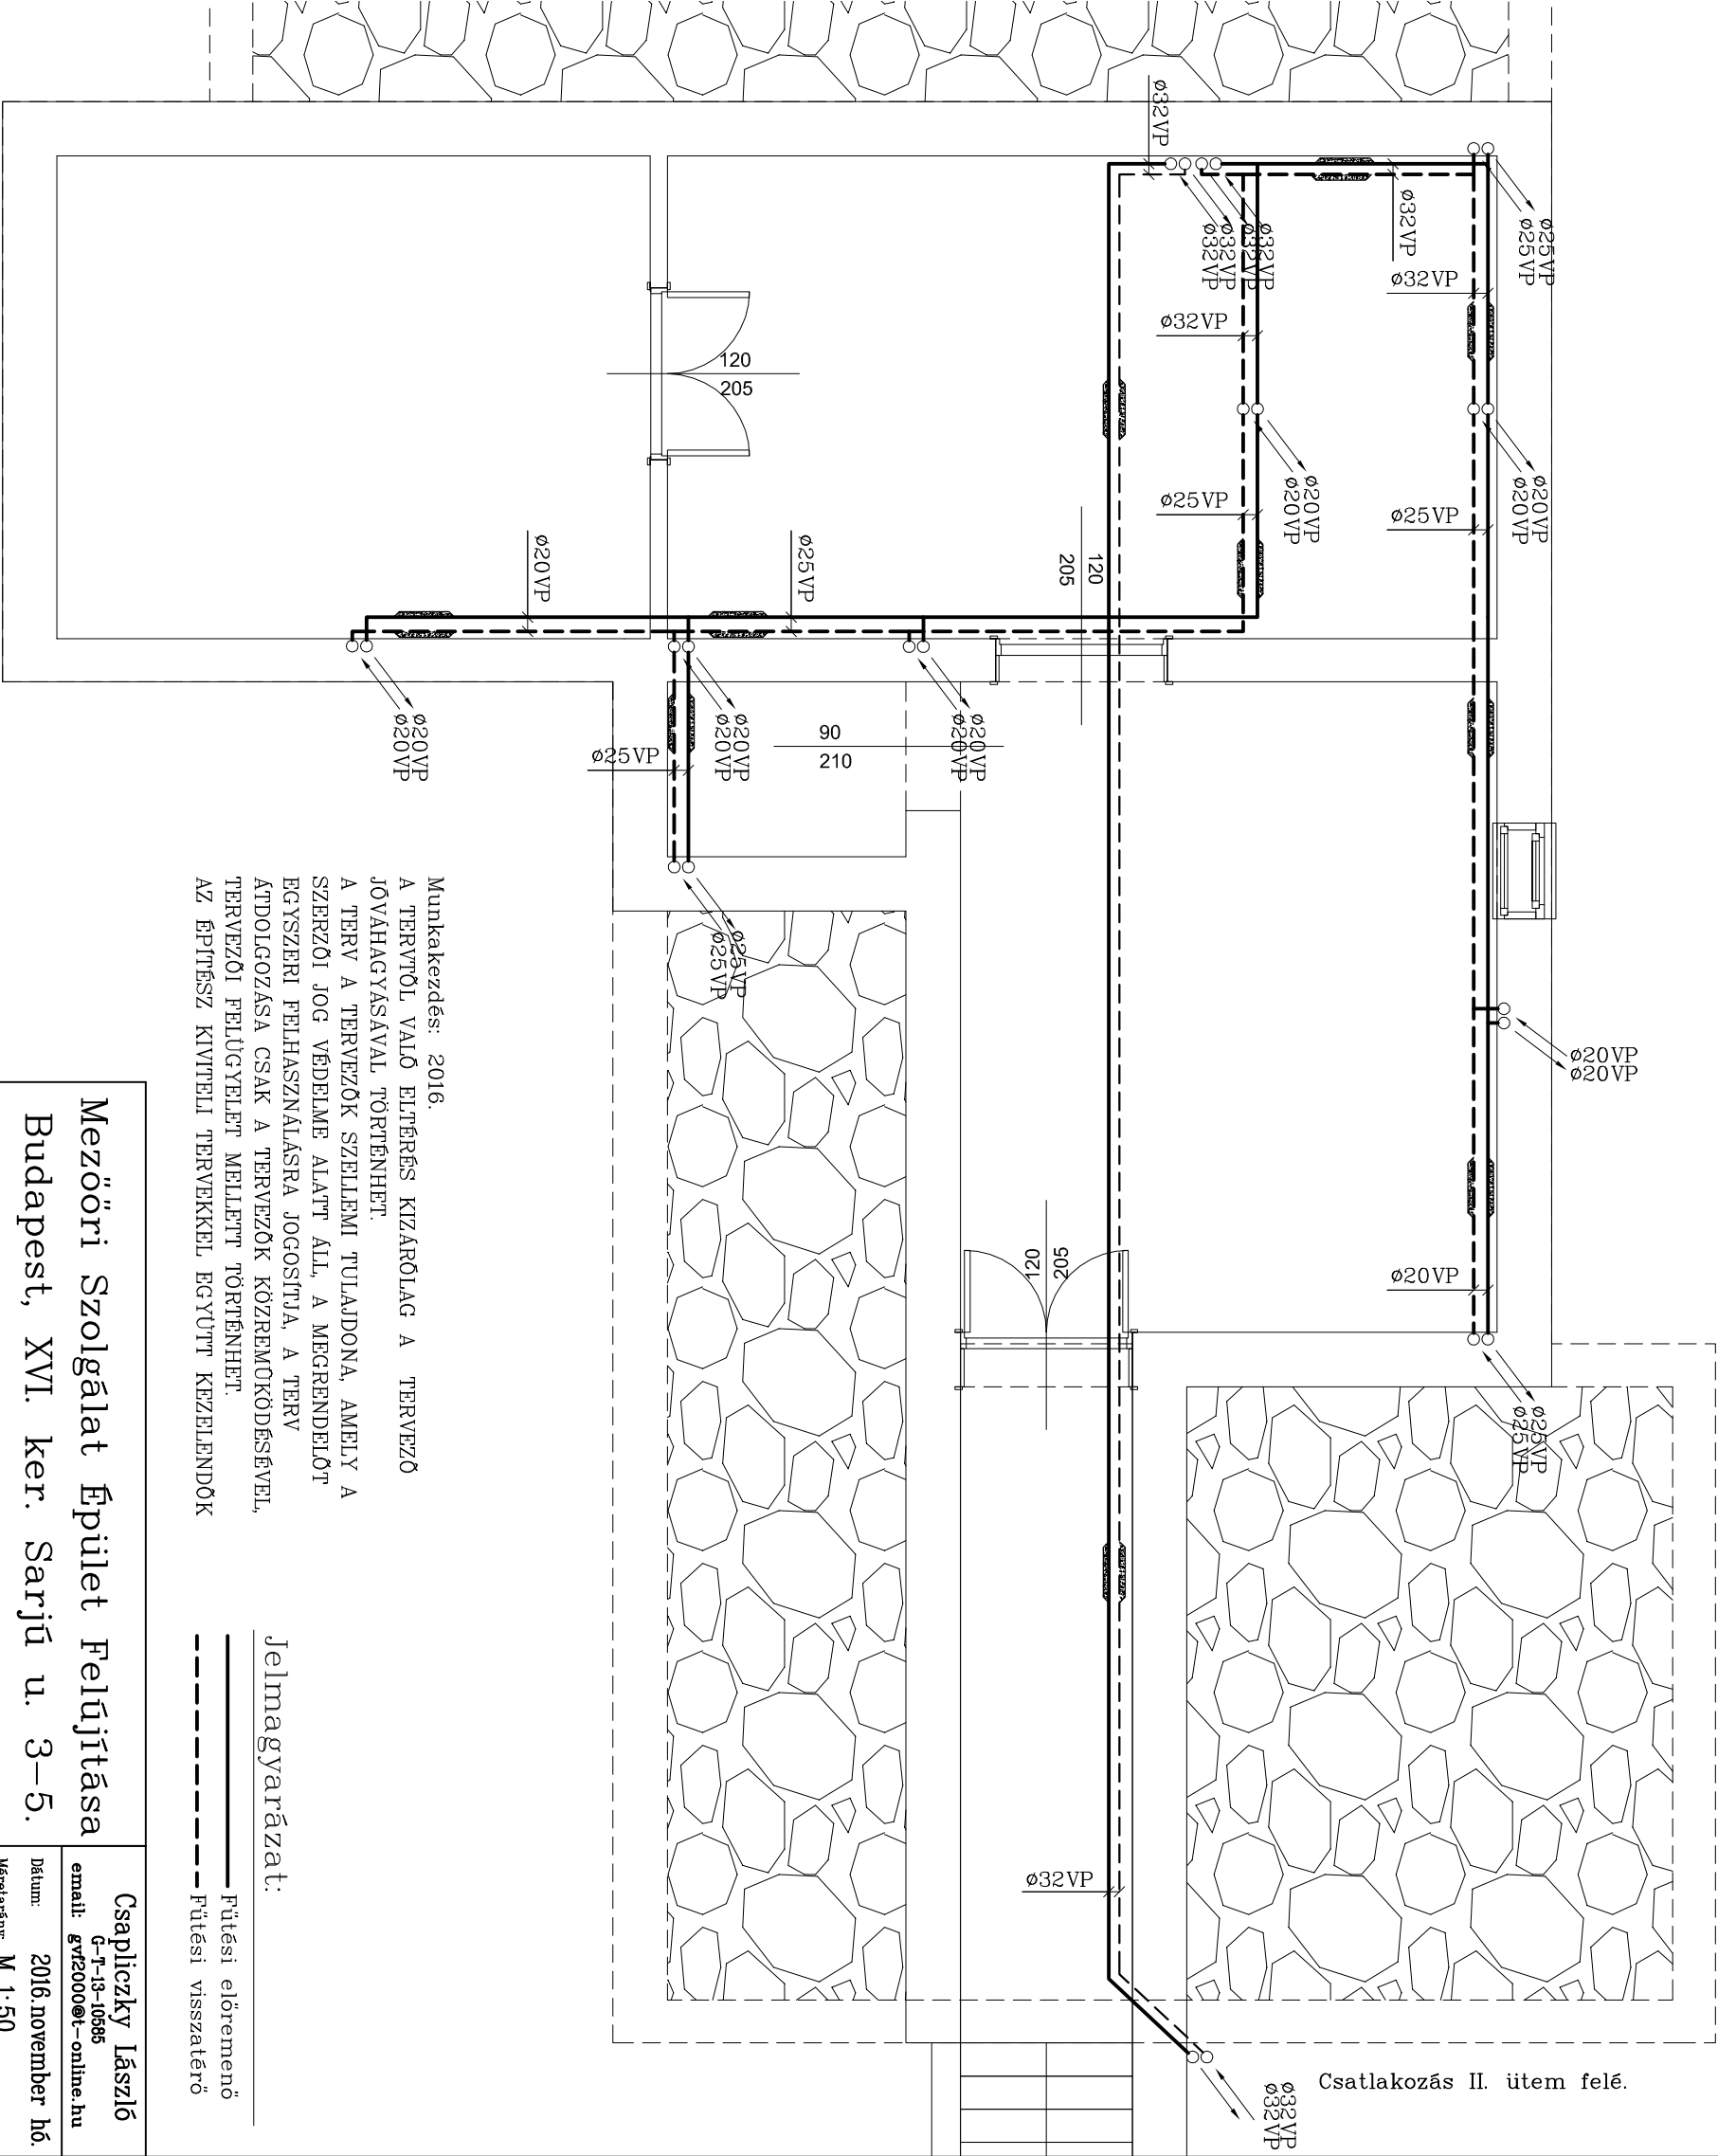 ø32VP
ø25VP
ø25VP
ø32VP
ø32VP
ø32VP
ø32VP
ø32VP
ø32VP
ø32VP
120
205
ø20VP
ø20VP
ø20VP
ø20VP
ø25VP
ø25VP
120
205
ø20VP
ø25VP
ø20VP
ø20VP
ø20VP
ø20VP
ø20VP
ø20VP
ø25VP
90
210
ø25VP
ø25VP
ø20VP
ø20VP
120
205
ø20VP
ø25VP
ø25VP
ø32VP
ø32VP
ø32VP
Csatlakozás II. ütem felé.
Munkakezdés: 2016.
A TERVTŐL VALÓ ELTÉRÉS KIZÁRÓLAG A TERVEZŐ
JÓVÁHAGYÁSÁVAL TÖRTÉNHET.
A TERV A TERVEZŐK SZELLEMI TULAJDONA, AMELY A
SZERZŐI JOG VÉDELME ALATT ÁLL, A MEGRENDELŐT
EGYSZERI FELHASZNÁLÁSRA JOGOSÍTJA, A TERV
ÁTDOLGOZÁSA CSAK A TERVEZŐK KÖZREMŰKÖDÉSÉVEL,
TERVEZŐI FELÜGYELET MELLETT TÖRTÉNHET.
AZ ÉPÍTÉSZ KIVITELI TERVEKKEL EGYÜTT KEZELENDŐK
Jelmagyarázat:
Fűtési előremenő
Fűtési visszatérő
Mezőőri Szolgálat Épület Felújítása
Budapest, XVI. ker. Sarjú u. 3-5.
Csapliczky László
G-T-13-10585
email: gvf2000@t-online.hu
Dátum: 2016.november hó.
Méretarány: M 1:50